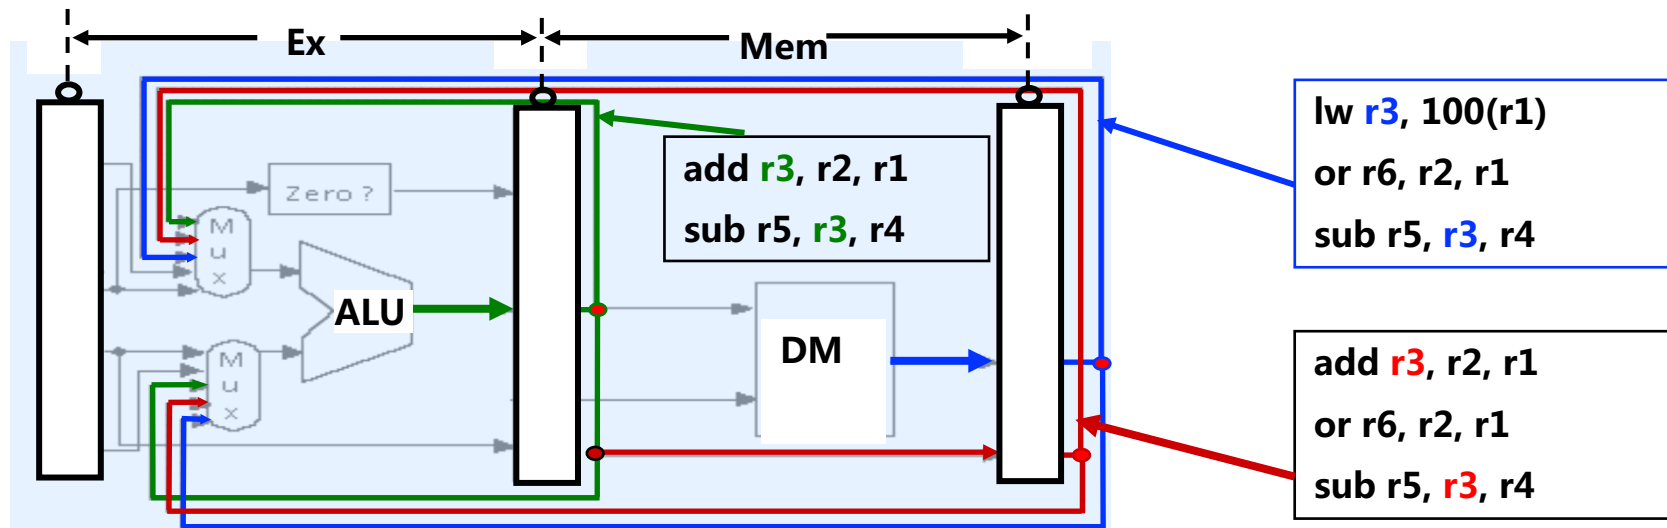 Ex
Mem
lw r3, 100(r1)
or r6, r2, r1
sub r5, r3, r4
add r3, r2, r1
sub r5, r3, r4
Zero ?
M
u
x
ALU
DM
M
u
x
add r3, r2, r1
or r6, r2, r1
sub r5, r3, r4